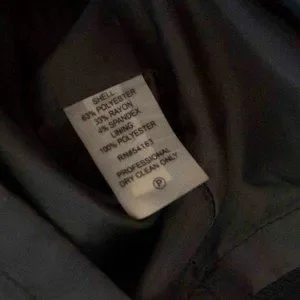 SHELL:
63% POLYESTER
33% RAYON
4% SPANDEX
LINING:
100% POLYESTER
RN#54163
PROFESSIONAL
DRY CLEAN ONLY
P